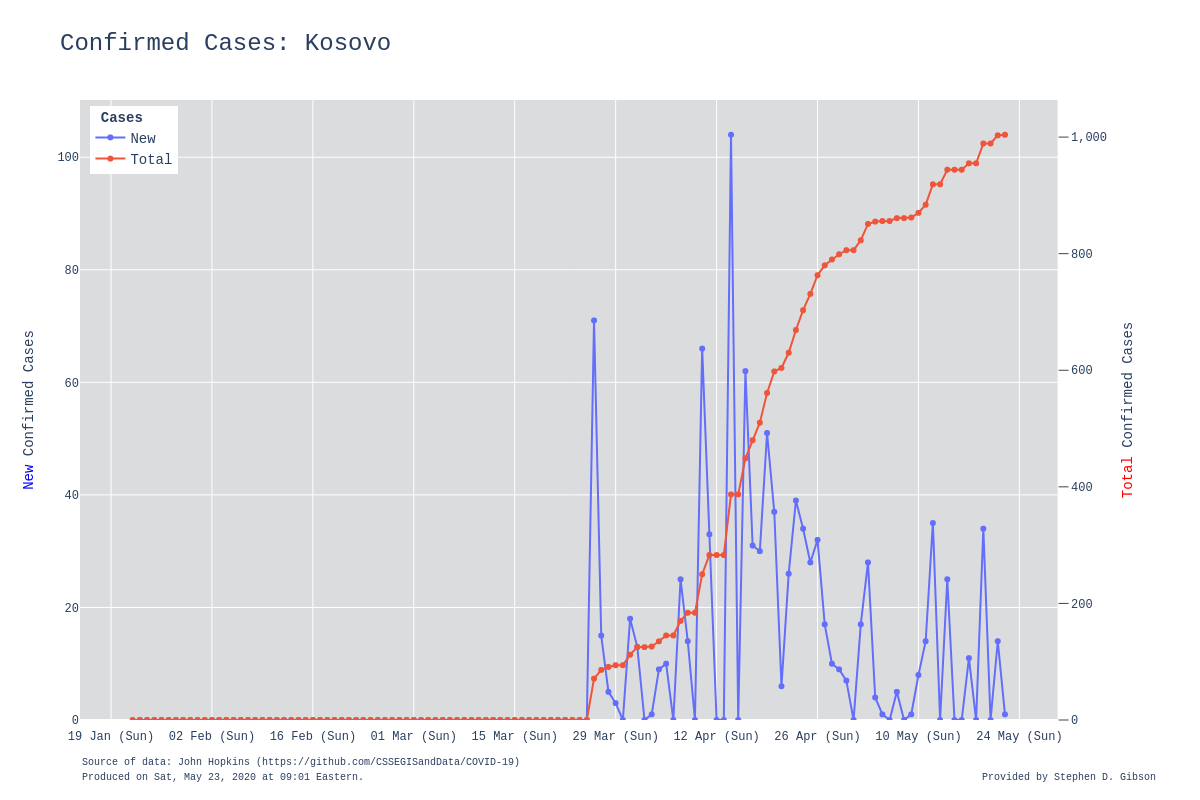 Confirmed Cases: Kosovo
Cases
New
Total
100
80
60
40
20
0
1,000
800
600
400
200
0
New Confirmed Cases
Total Confirmed Cases
19 Jan (Sun) 02 Feb (Sun) 16 Feb (Sun) 01 Mar (Sun) 15 Mar (Sun) 29 Mar (Sun) 12 Apr (Sun) 26 Apr (Sun) 10 May (Sun) 24 May (Sun)
Source of data: John Hopkins (https://github.com/CSSEGISandData/COVID-19)
Produced on Sat, May 23, 2020 at 09:01 Eastern.
Provided by Stephen D. Gibson